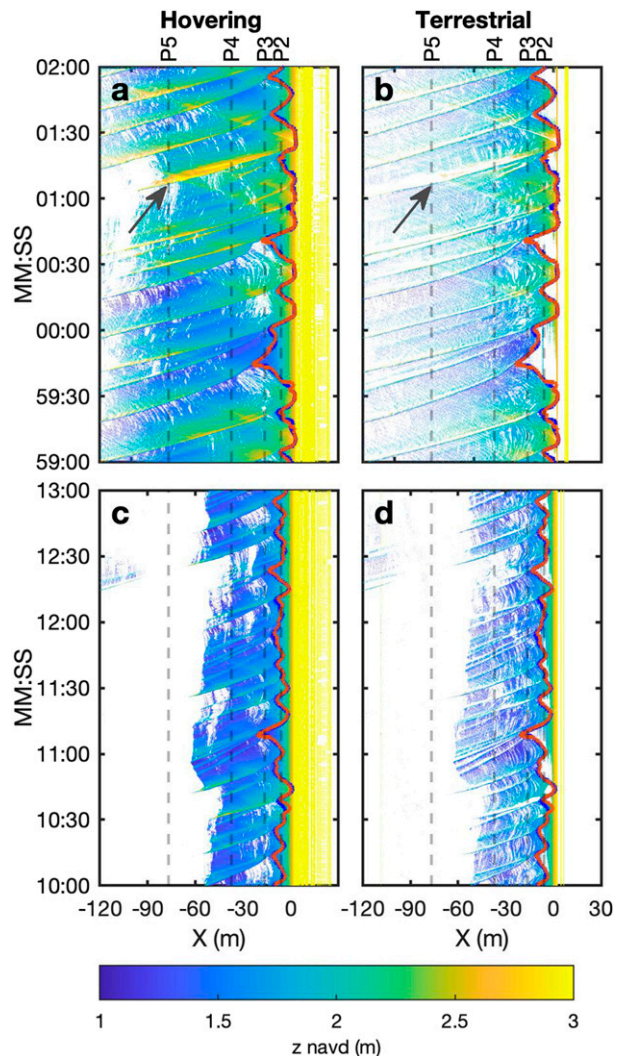 Hovering Terrestrial
P5 P4 P3 P2 P5 P4 P3 P2
a b
02:00
01:30
01:00
00:30
00:00
59:30
59:00
MM:SS
c d
13:00
12:30
12:00
11:30
11:00
10:30
10:00
MM:SS
-120 -90 -60 -30 0 -120 -90 -60 -30 0 30
X (m) X (m)
1 1.5 2 2.5 3
z navd (m)